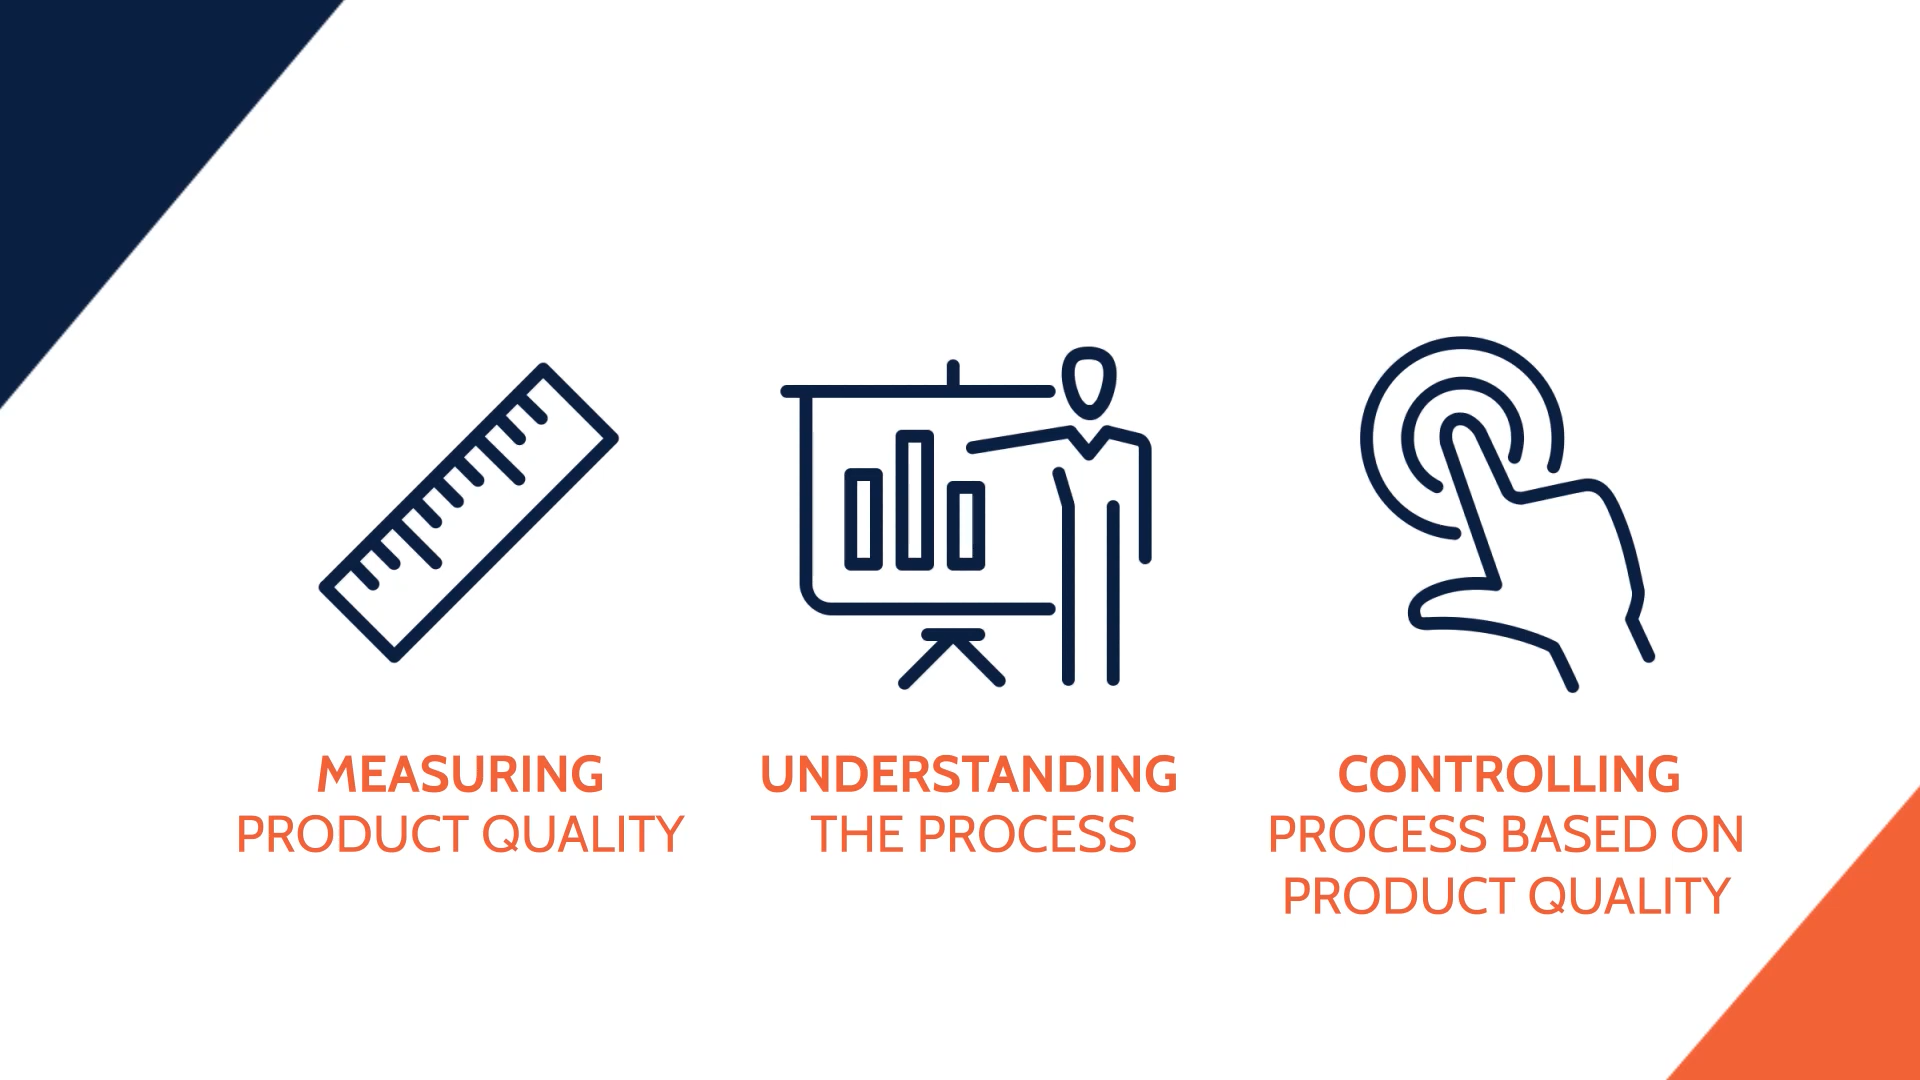 MEASURING
PRODUCT QUALITY
UNDERSTANDING
THE PROCESS
CONTROLLING
PROCESS BASED ON
PRODUCT QUALITY